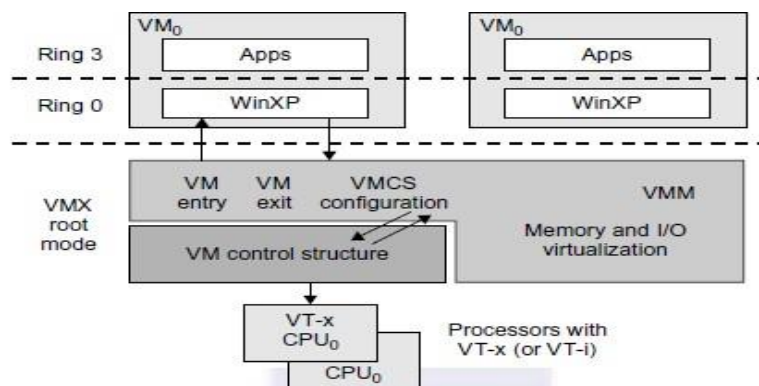 VM₀
VM₀
Ring 3
Apps
Apps
Ring 0
WinXP
WinXP
VMX
root
mode
VM
entry
VM
exit
VMCS
configuration
VMM
Memory and I/O
virtualization
VM control structure
VT-x
CPU₀
CPU₀
Processors with
VT-x (or VT-i)